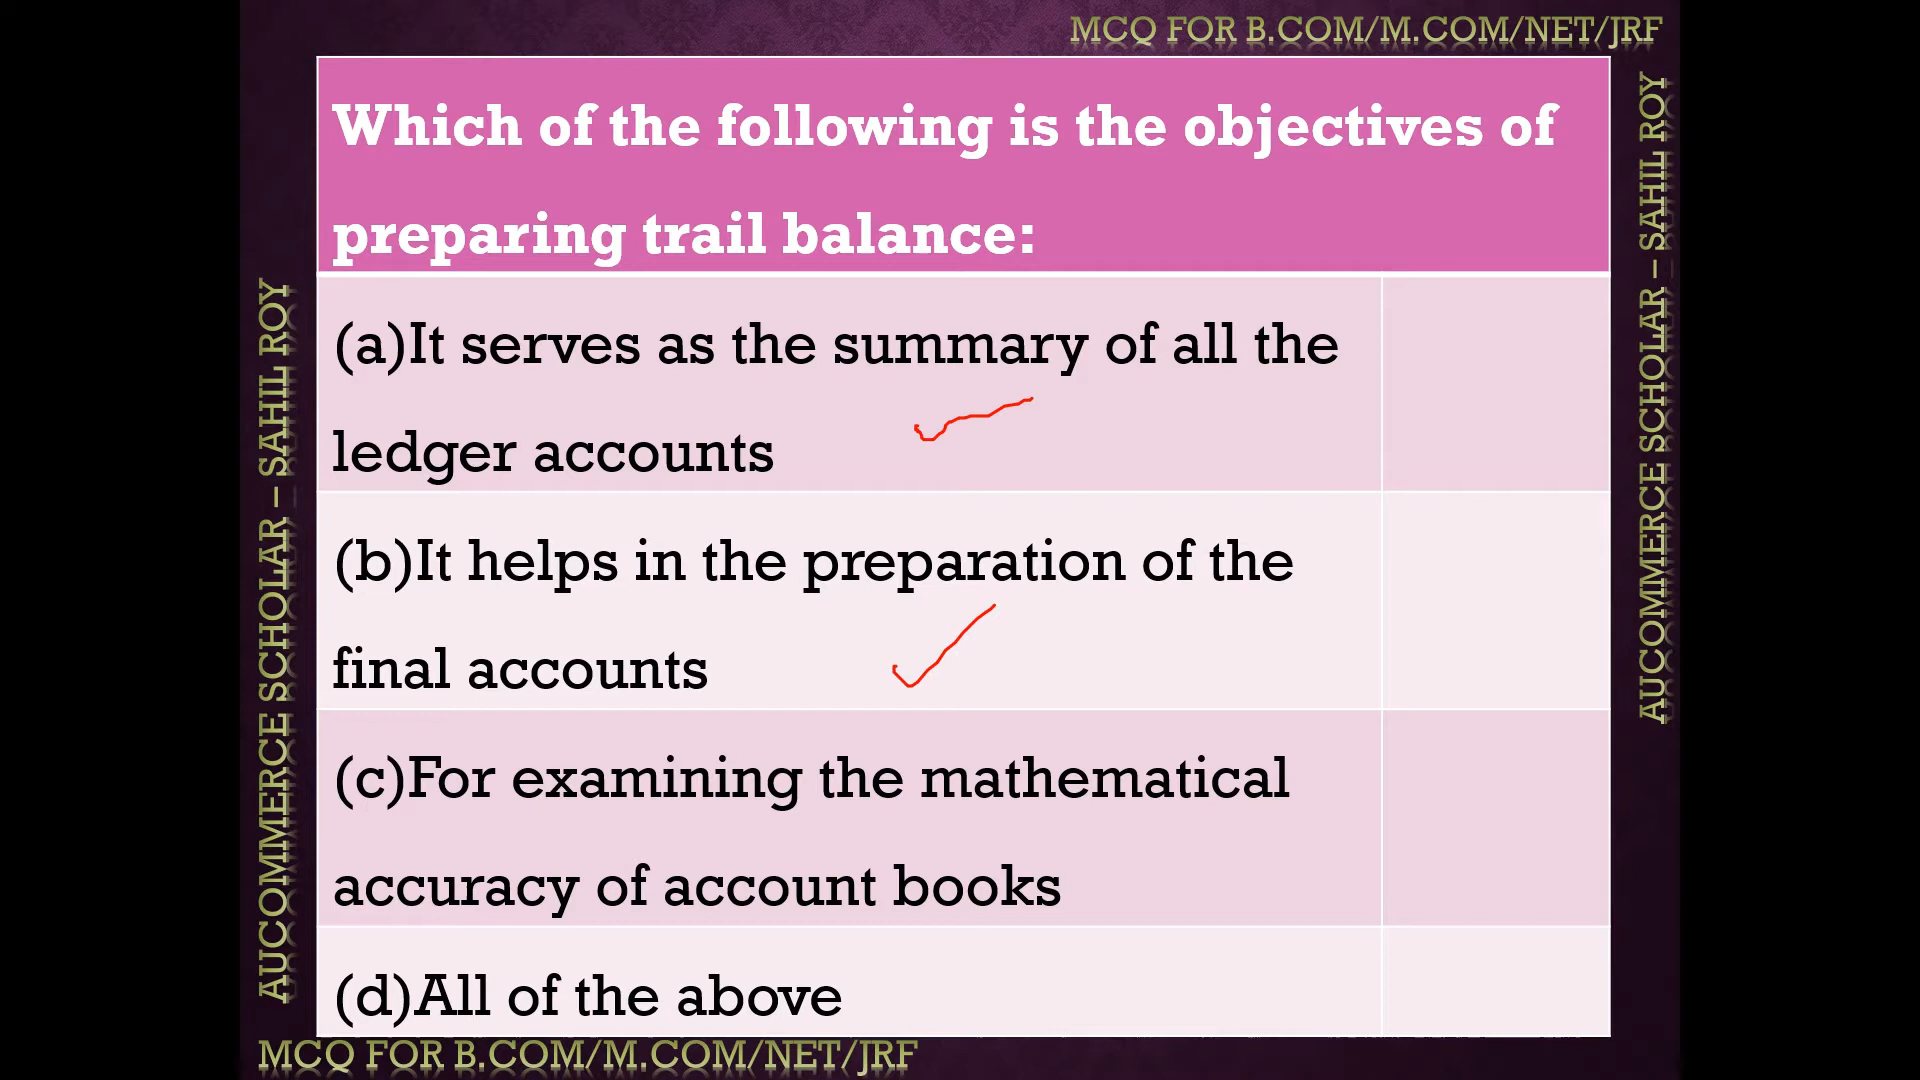 MCQ FOR B.COM/M.COM/NET/JRF
Which of the following is the objectives of
preparing trail balance:
(a)It serves as the summary of all the
ledger accounts
(b)It helps in the preparation of the
final accounts
(c)For examining the mathematical
accuracy of account books
(d)All of the above
AUCOMMERCE SCHOLAR – SAHIL ROY
AUCOMMERCE SCHOLAR – SAHIL ROY
MCQ FOR B.COM/M.COM/NET/JRF